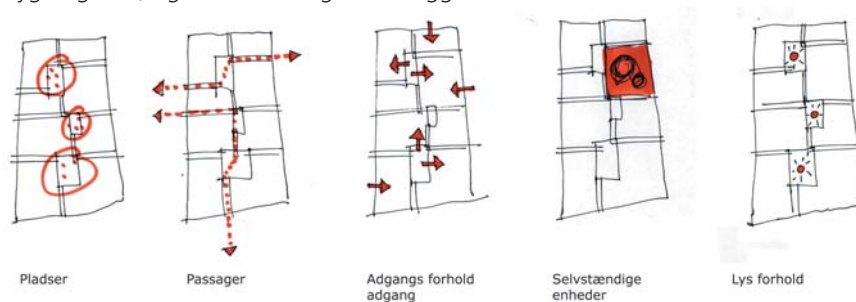 Pladser
Passager
Adgangs forhold
adgang
Selvstændige
enheder
Lys forhold